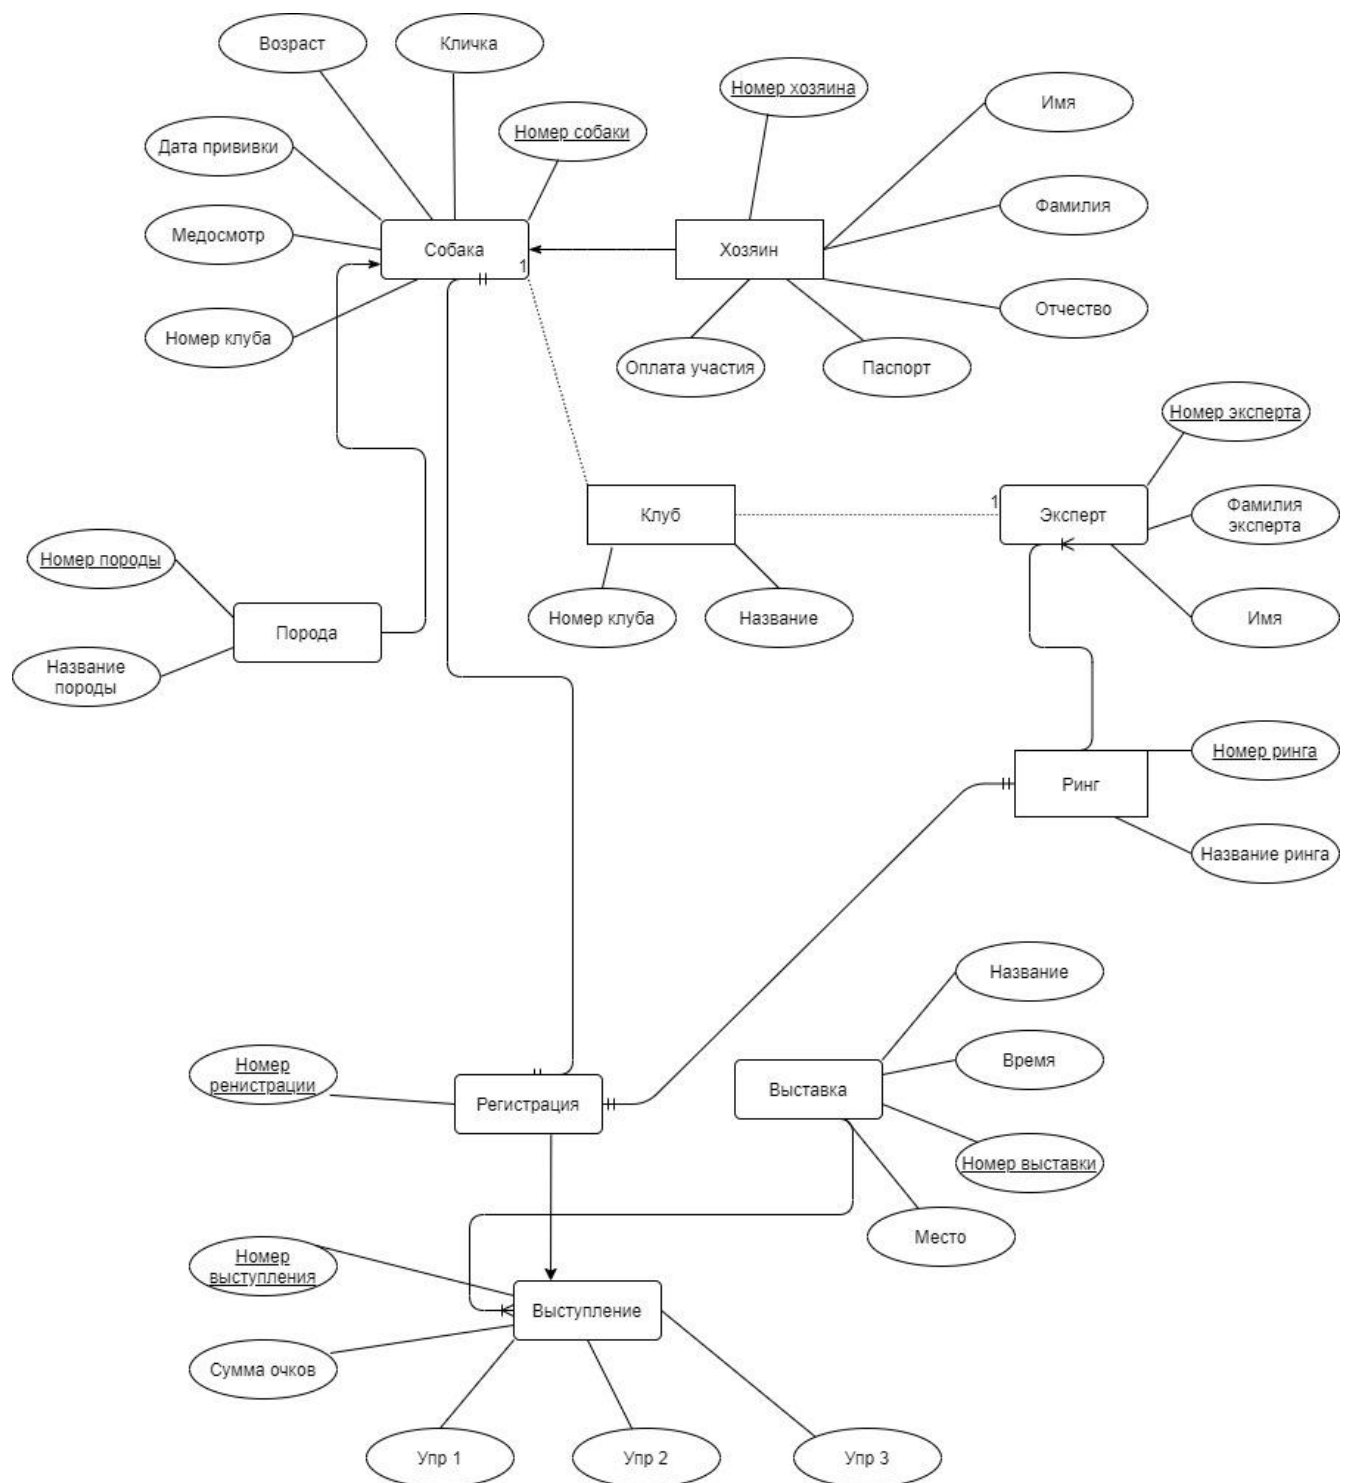 Возраст
Кличка
Номер хозяина
Имя
Дата прививки
Номер собаки
Медосмотр
Собака
1
Хозяин
Фамилия
Номер клуба
Отчество
Оплата участия
Паспорт
Номер эксперта
Клуб
1
Эксперт
Фамилия
эксперта
Номер породы
Порода
Номер клуба
Название
Имя
Название
породы
Номер ринга
Ринг
Название ринга
Название
Номер
ренистрации
Регистрация
Выставка
Время
Номер выставки
Место
Номер
выступления
Выступление
Сумма очков
Упр 1
Упр 2
Упр 3